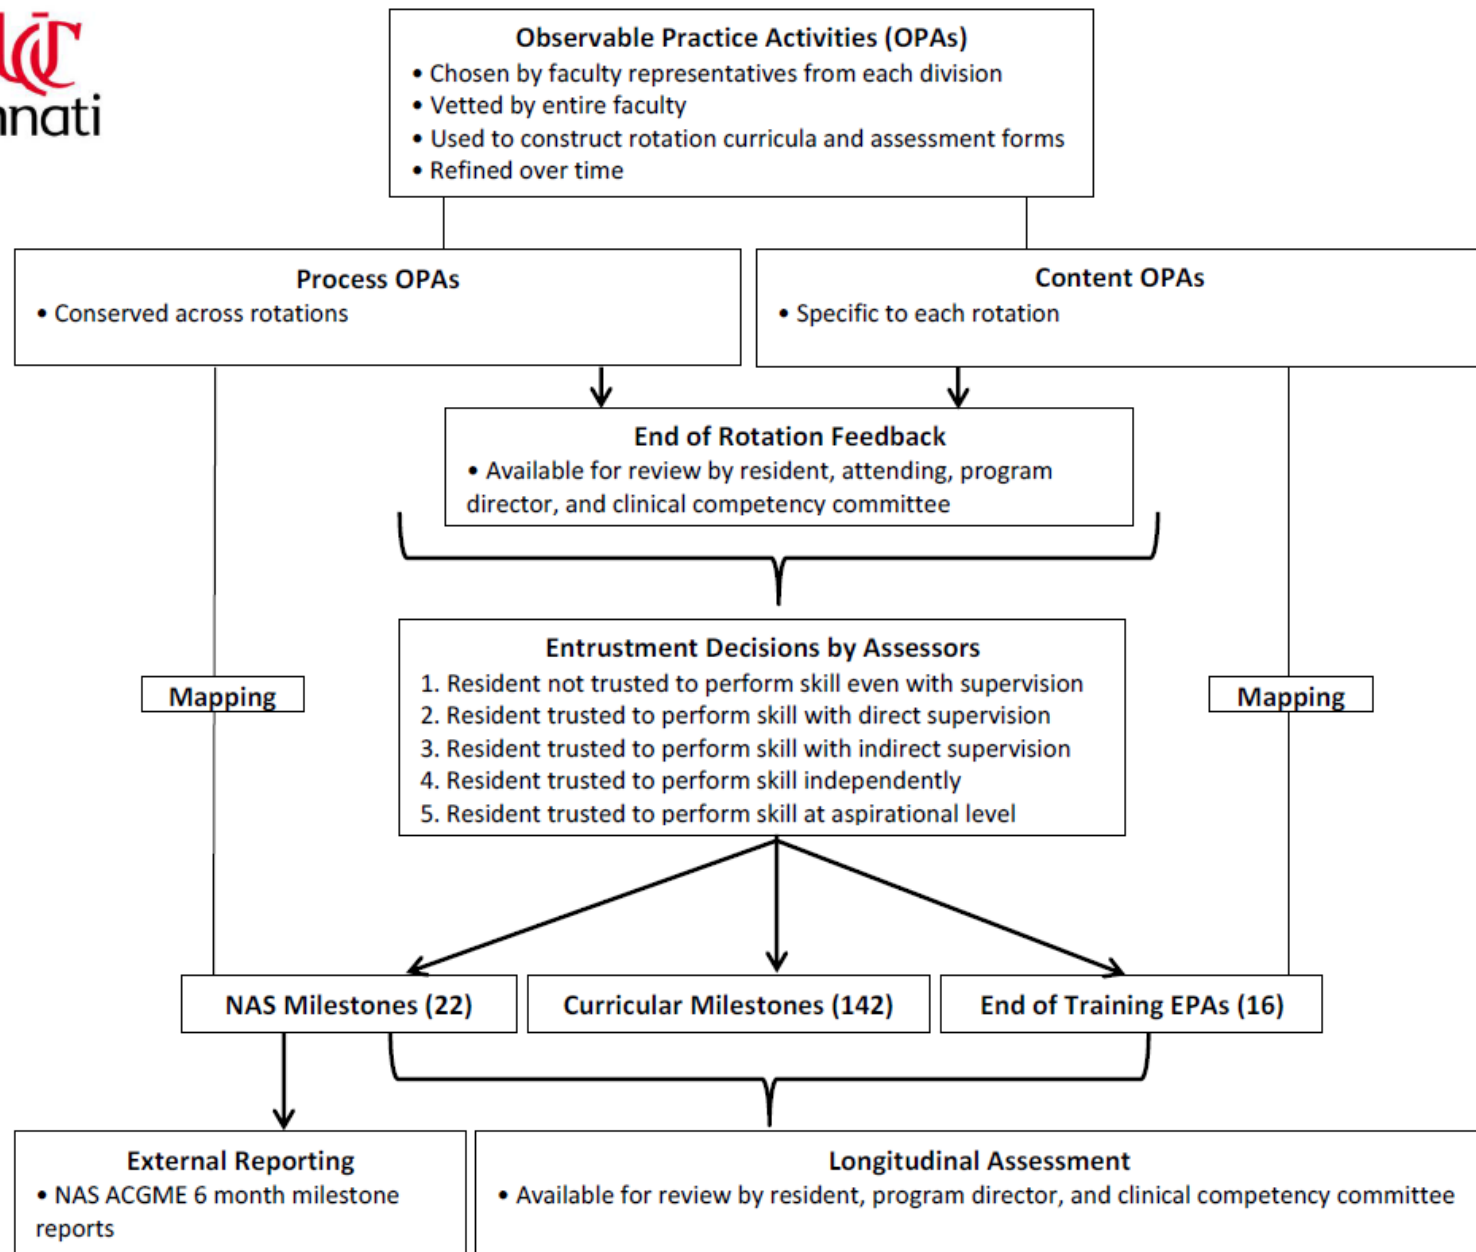 UC
nnati
Observable Practice Activities (OPAs)
• Chosen by faculty representatives from each division
• Vetted by entire faculty
• Used to construct rotation curricula and assessment forms
• Refined over time
Process OPAs
• Conserved across rotations
Content OPAs
• Specific to each rotation
End of Rotation Feedback
• Available for review by resident, attending, program
director, and clinical competency committee
Entrustment Decisions by Assessors
1. Resident not trusted to perform skill even with supervision
2. Resident trusted to perform skill with direct supervision
3. Resident trusted to perform skill with indirect supervision
4. Resident trusted to perform skill independently
5. Resident trusted to perform skill at aspirational level
Mapping
Mapping
NAS Milestones (22)
Curricular Milestones (142)
End of Training EPAs (16)
External Reporting
• NAS ACGME 6 month milestone
reports
Longitudinal Assessment
• Available for review by resident, program director, and clinical competency committee